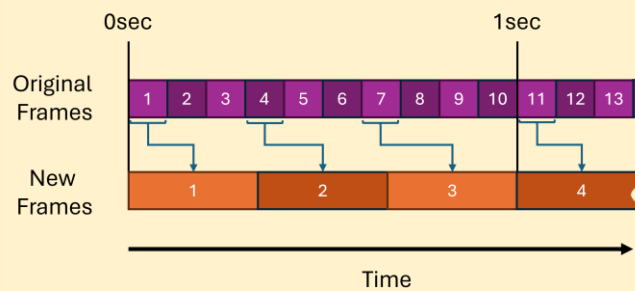 0sec 1sec
Original Frames
1 2 3 4 5 6 7 8 9 10 11 12 13
New Frames
1 2 3 4
Time